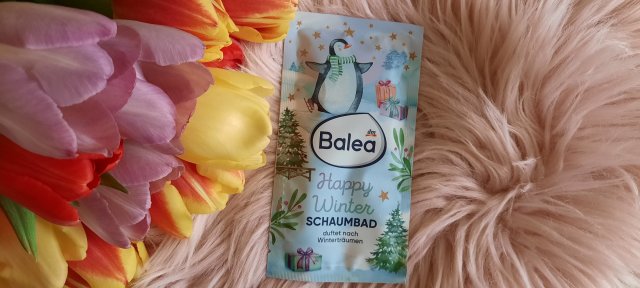 Balea
Happy
Winter
SCHAUMBAD
duftet nach
Winterträumen